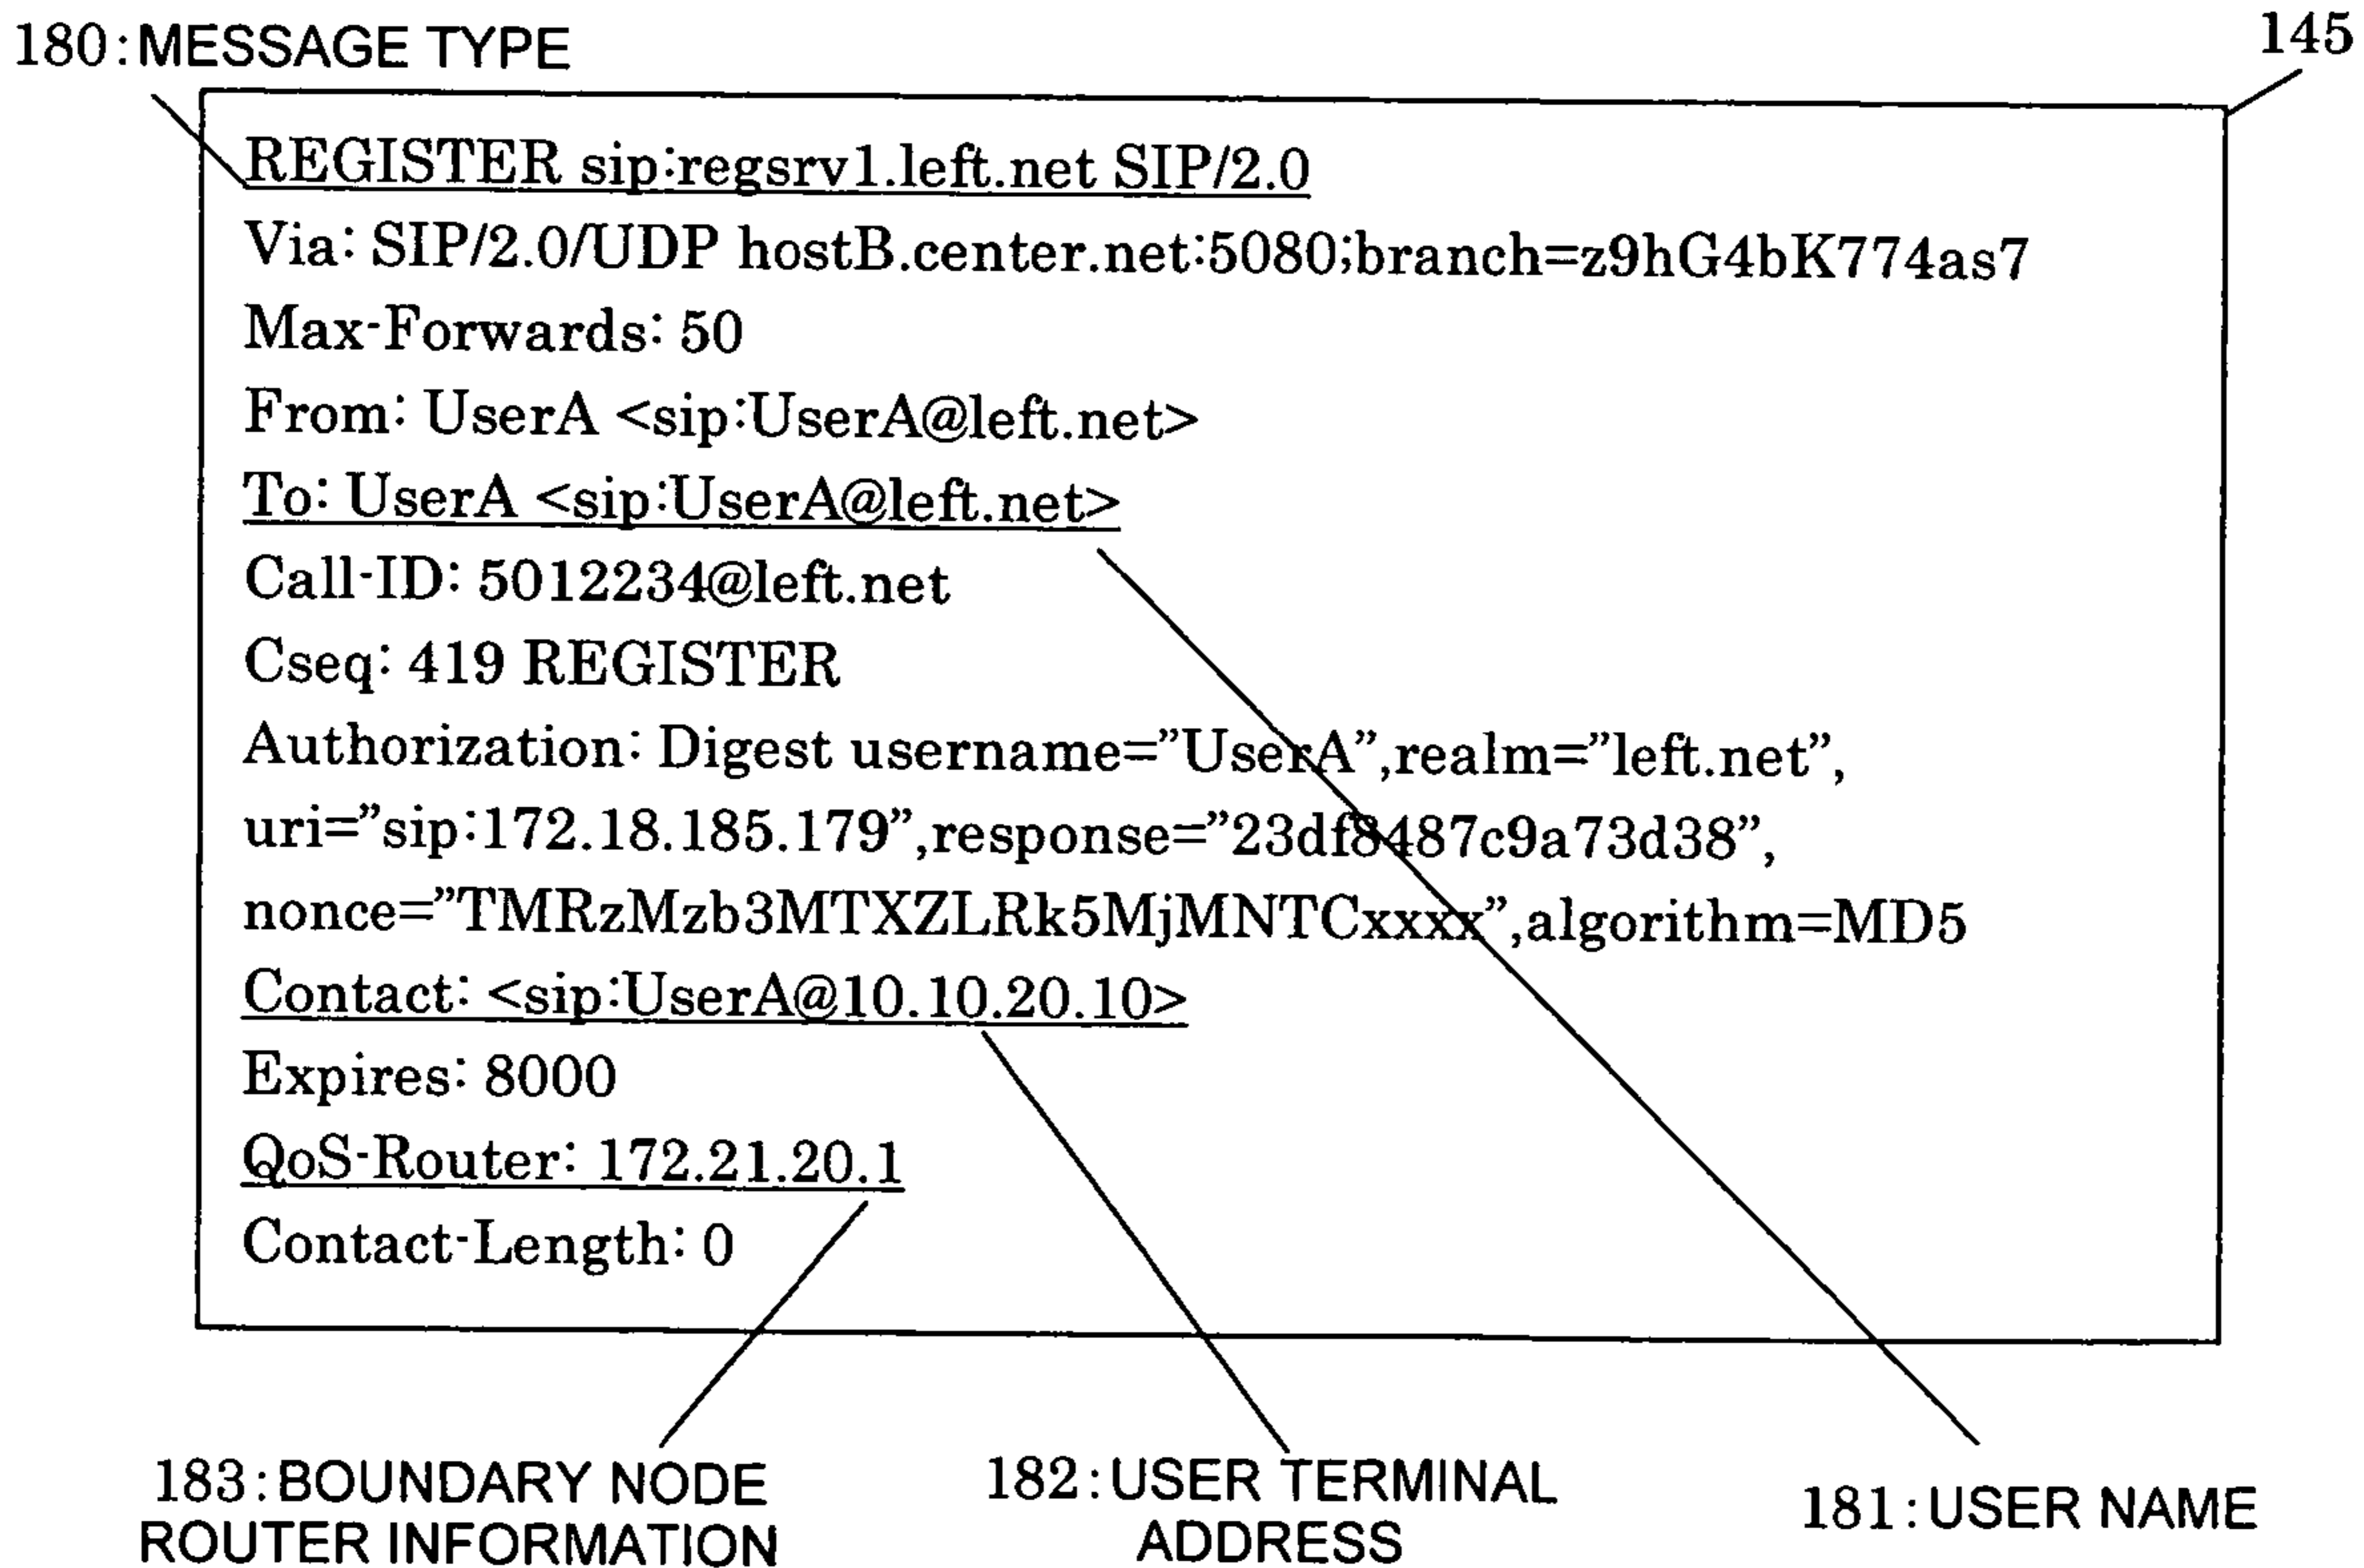 180:MESSAGE TYPE
145
REGISTER sip:regsrv1.left.net SIP/2.0
Via: SIP/2.0/UDP hostB.center.net:5080;branch=z9hG4bK774as7
Max-Forwards: 50
From: UserA <sip:UserA@left.net>
To: UserA <sip:UserA@left.net>
Call-ID: 5012234@left.net
Cseq: 419 REGISTER
Authorization: Digest username=”UserA”,realm=”left.net”,
uri=”sip:172.18.185.179”,response=”23df8487c9a73d38”,
nonce=”TMRzMzb3MTXZLRk5MjMNTCxxxx”,algorithm=MD5
Contact: <sip:UserA@10.10.20.10>
Expires: 8000
QoS-Router: 172.21.20.1
Contact-Length: 0
183:BOUNDARY NODE
ROUTER INFORMATION
182:USER TERMINAL
ADDRESS
181:USER NAME